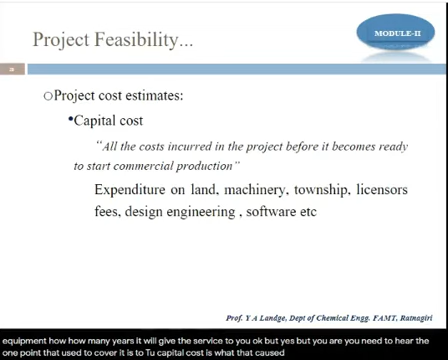 Project Feasibility...
MODULE-II
Project cost estimates:
•Capital cost
"All the costs incurred in the project before it becomes ready
to start commercial production"
Expenditure on land, machinery, township, licensors
fees, design engineering , software etc
Prof. Y A Landge, Dept of Chemical Engg. FAMT, Ratnagiri
equipment how how many years it will give the service to you ok but yes but you are you need to hear the
one point that used to cover it is to Tu capital cost is what that caused